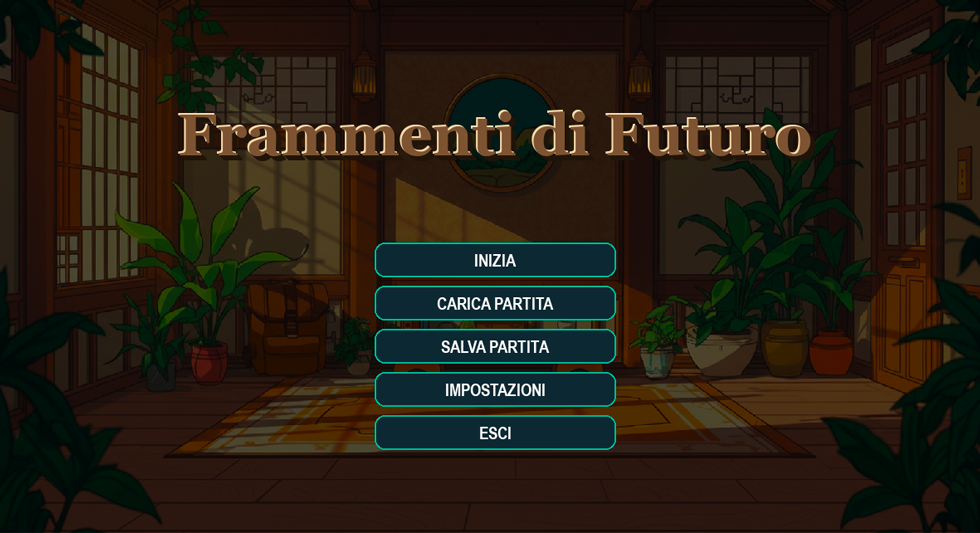 Frammenti di Futuro
INIZIA
CARICA PARTITA
SALVA PARTITA
IMPOSTAZIONI
ESCI